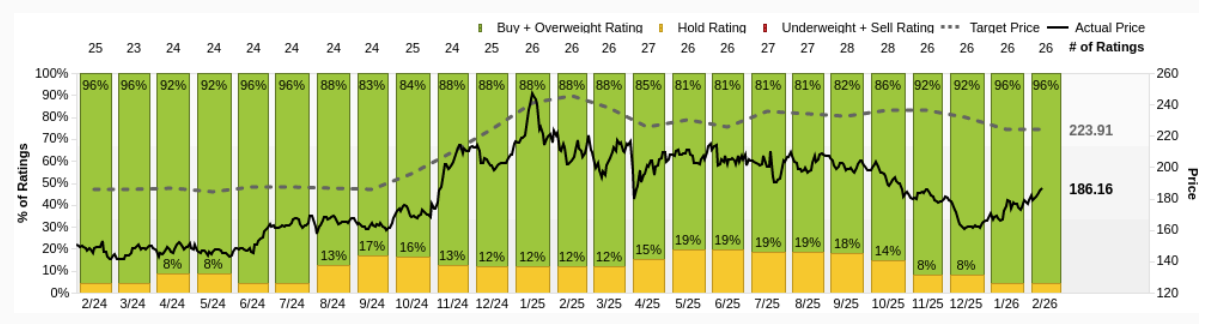 Buy + Overweight Rating Hold Rating Underweight + Sell Rating Target Price Actual Price
25 23 24 24 24 24 24 24 25 24 24 26 26 26 27 26 26 27 27 28 28 26 26 26 26 # of Ratings
100% 260
96% 96% 92% 92% 96% 96% 88% 83% 84% 88% 88% 88% 88% 88% 85% 81% 81% 81% 81% 82% 86% 92% 92% 96% 96%
90% 240
80%
70% 220
223.91
60% 200
50% 186.16
40% 180
30% 160
20%
8% 8% 13% 17% 16% 13% 12% 12% 12% 12% 15% 19% 19% 19% 19% 18% 14% 8% 8%
10% 140
0% 120
2/24 3/24 4/24 5/24 6/24 7/24 8/24 9/24 10/24 11/24 12/24 1/25 2/25 3/25 4/25 5/25 6/25 7/25 8/25 9/25 10/25 11/25 12/25 1/26 2/26
% of Ratings
Price